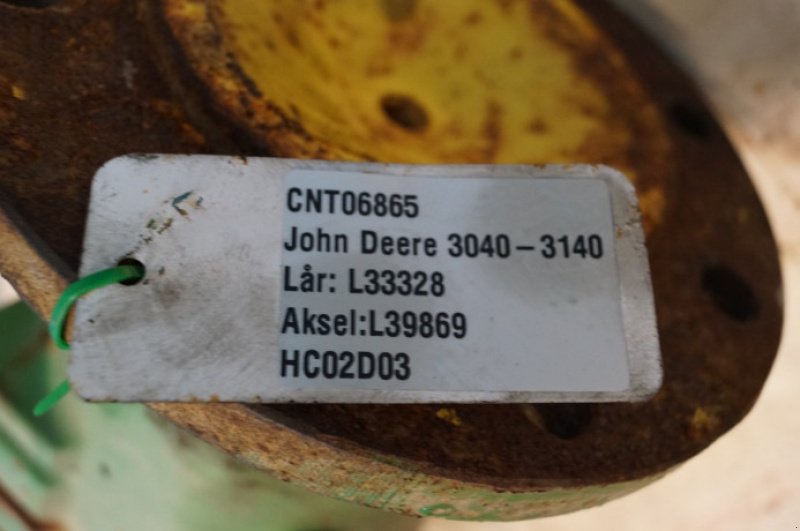 CNT06865
John Deere 3040-3140
Lår: L33328
Aksel:L39869
HC02D03